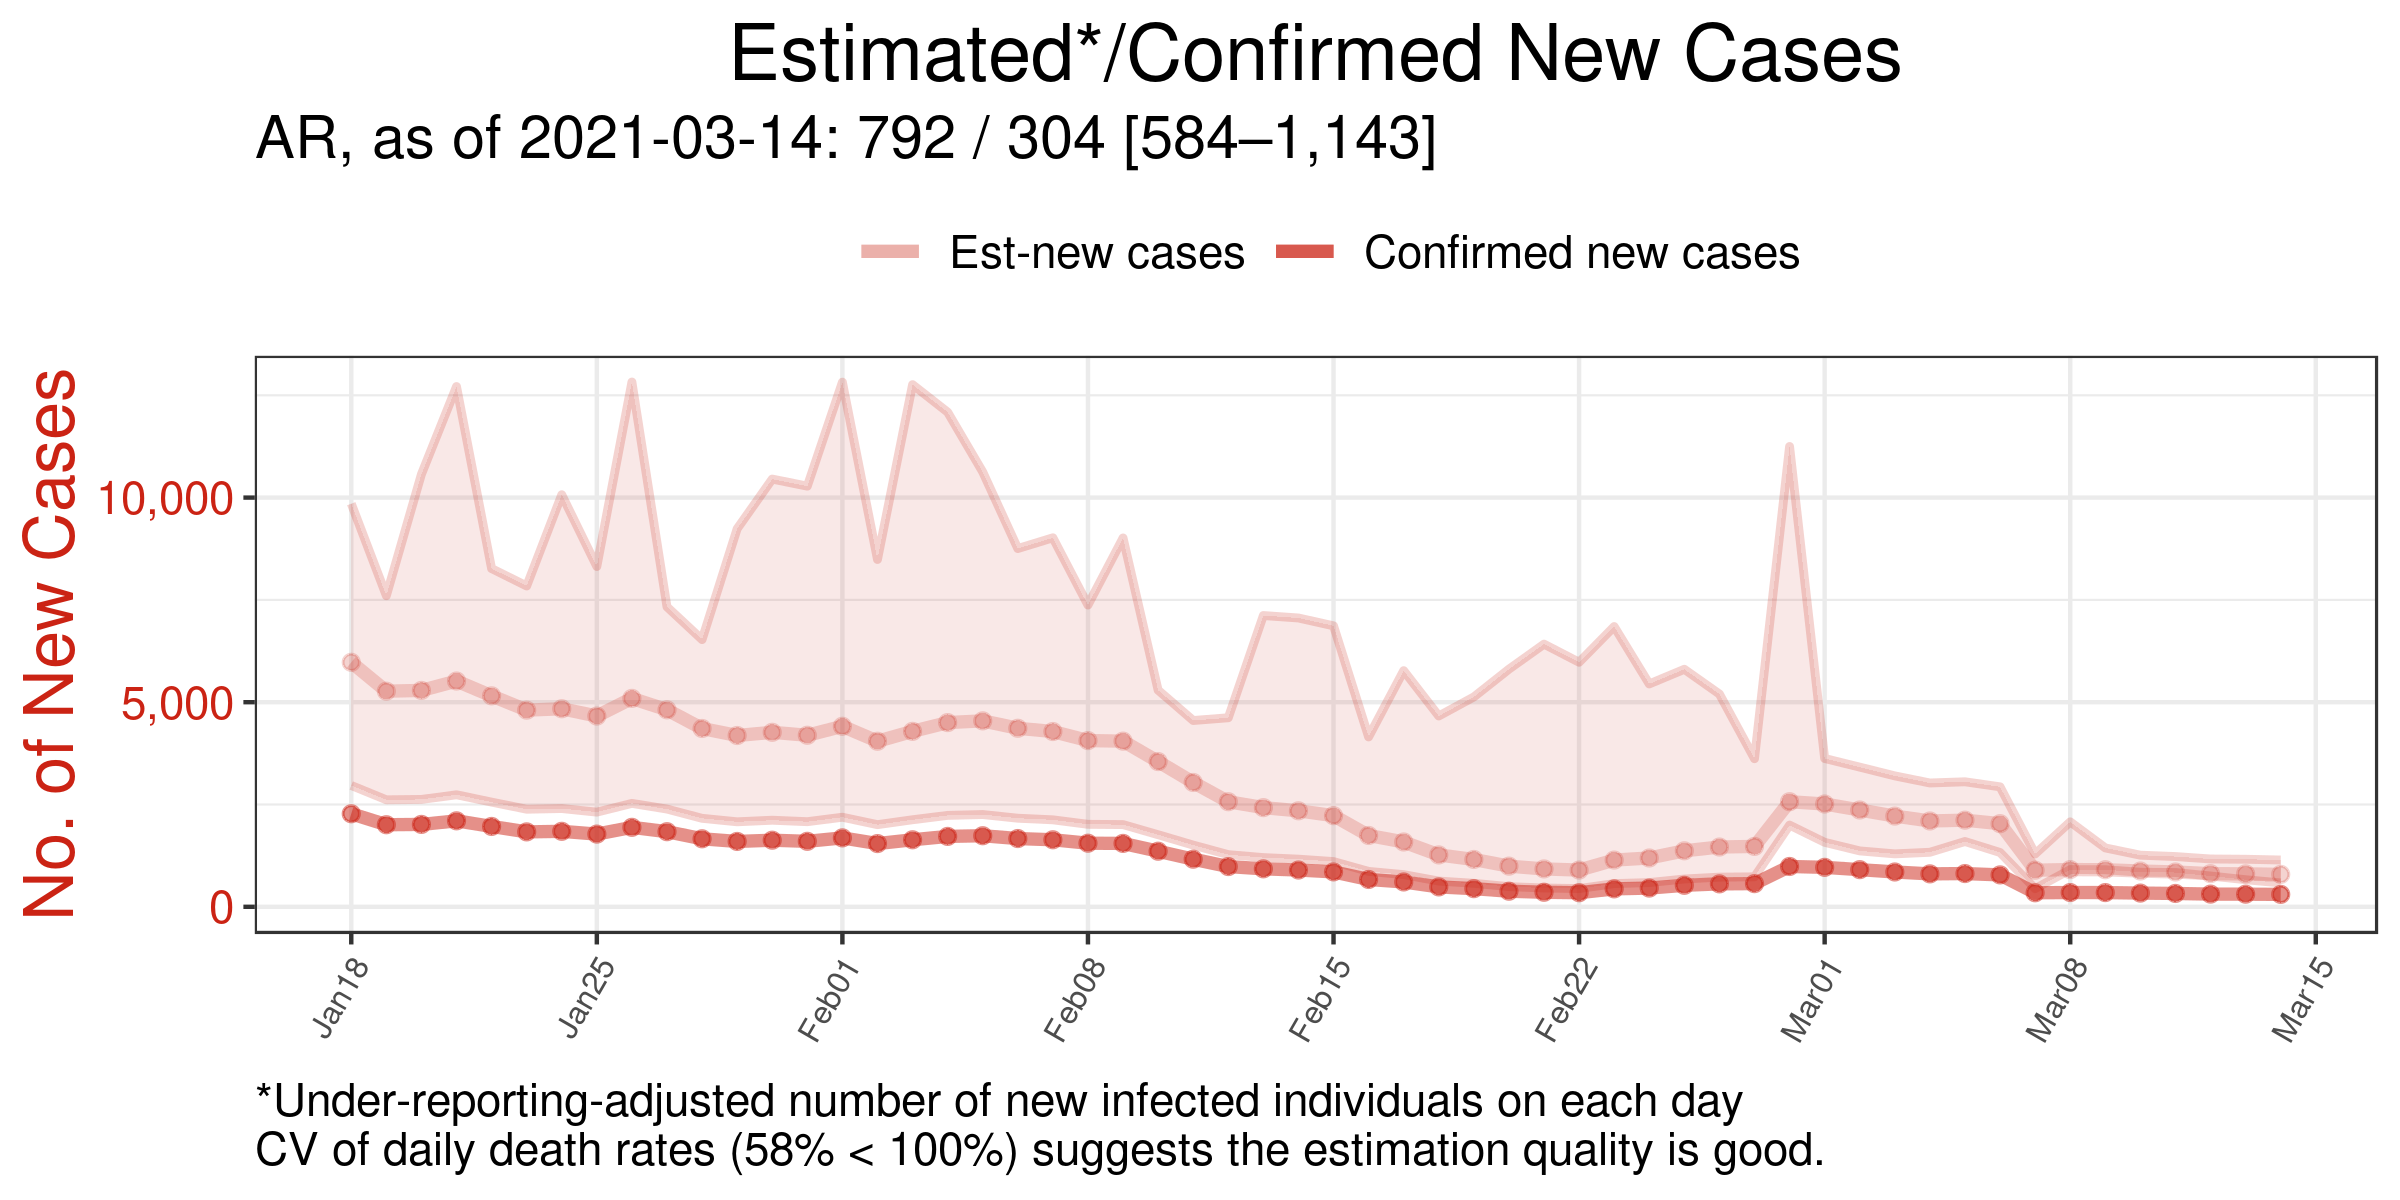 Estimated*/Confirmed New Cases
AR, as of 2021-03-14: 792 / 304 [584–1,143]
Est-new cases Confirmed new cases
No. of New Cases
10,000
5,000
0
Jan18 Jan25 Feb01 Feb08 Feb15 Feb22 Mar01 Mar08 Mar15
*Under-reporting-adjusted number of new infected individuals on each day
CV of daily death rates (58% < 100%) suggests the estimation quality is good.